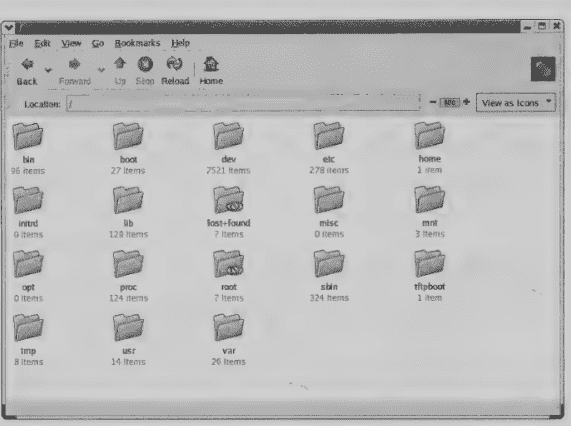 /
File Edit View Go Bookmarks Help
Back Forward Up Stop Reload Home
Location: / View as Icons
bin boot dev etc home
96 items 27 items 7521 items 278 items 1 item
initrd lib lost+found misc mnt
0 items 128 items ? items 0 items 3 items
opt proc root sbin tftpboot
0 items 124 items ? items 324 items 1 item
tmp usr var
8 items 14 items 26 items